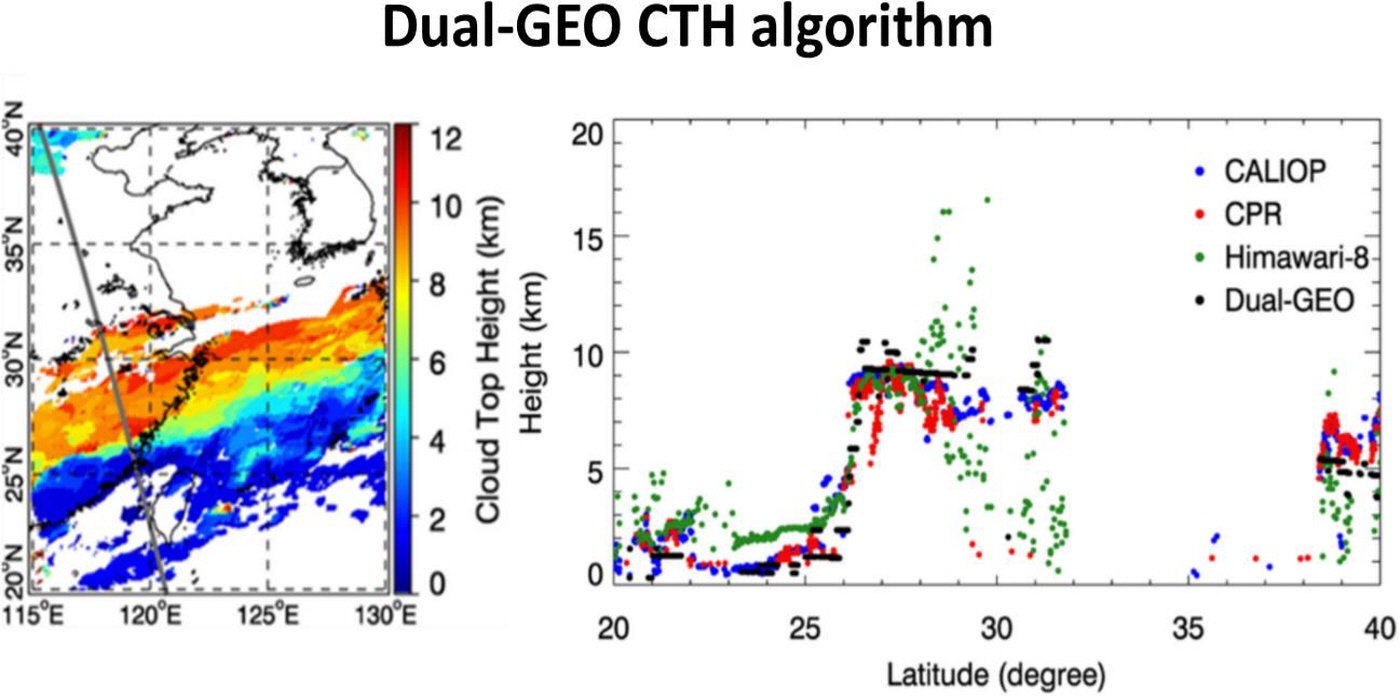 Dual-GEO CTH algorithm
40°N
35°N
30°N
25°N
20°N
115°E 120°E 125°E 130°E
12
10
8
6
4
2
0
Cloud Top Height (km)
20
15
10
5
0
Height (km)
CALIOP
CPR
Himawari-8
Dual-GEO
20 25 30 35 40
Latitude (degree)